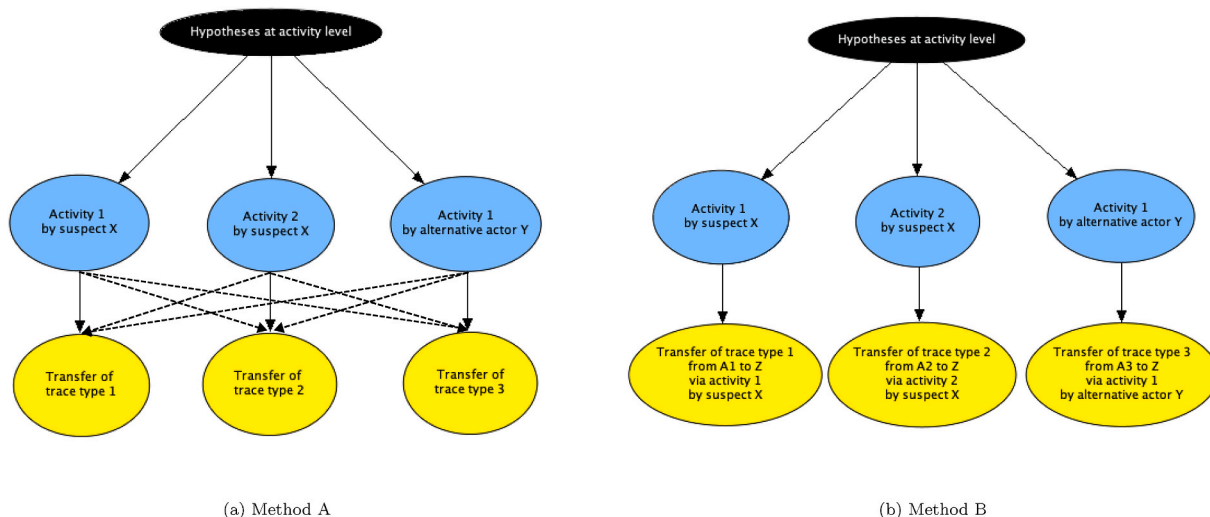 Hypotheses at activity level
Activity 1
by suspect X
Activity 2
by suspect X
Activity 1
by alternative actor Y
Transfer of
trace type 1
Transfer of
trace type 2
Transfer of
trace type 3
(a) Method A
Hypotheses at activity level
Activity 1
by suspect X
Activity 2
by suspect X
Activity 1
by alternative actor Y
Transfer of trace type 1
from A1 to Z
via activity 1
by suspect X
Transfer of trace type 2
from A2 to Z
via activity 2
by suspect X
Transfer of trace type 3
from A3 to Z
via activity 1
by alternative actor Y
(b) Method B